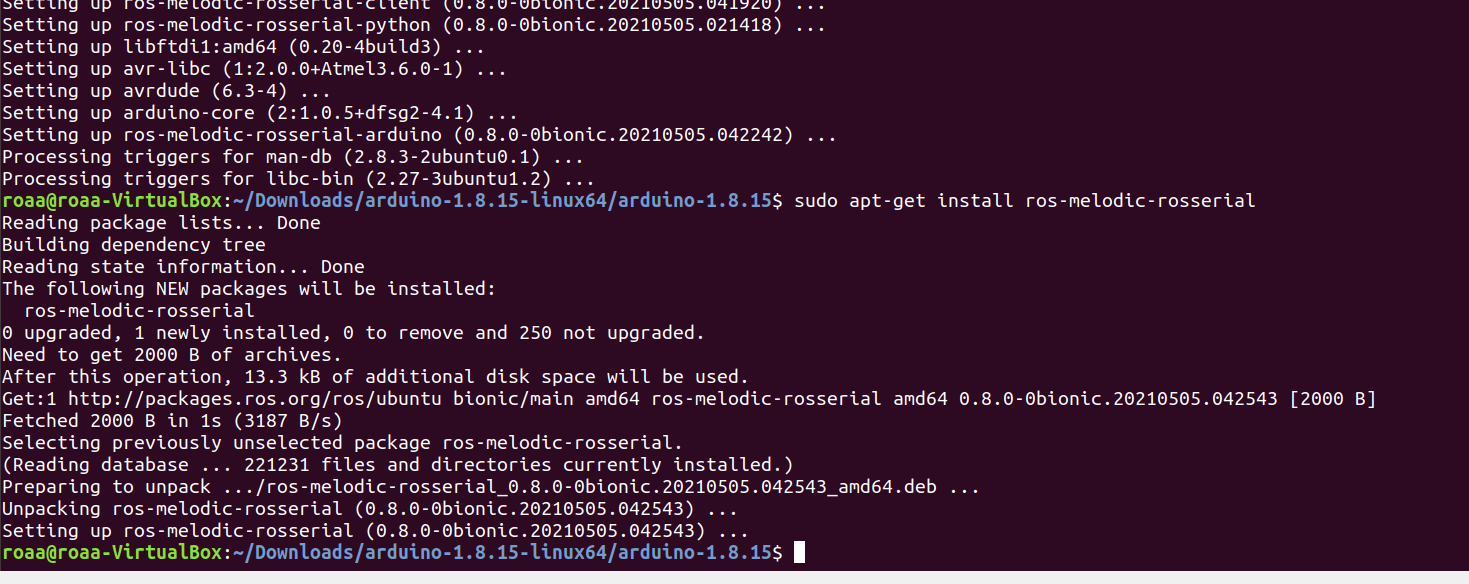 Setting up ros-melodic-rosserial-client (0.8.0-0bionic.20210505.041920) ...
Setting up ros-melodic-rosserial-python (0.8.0-0bionic.20210505.021418) ...
Setting up libftdi1:amd64 (0.20-4build3) ...
Setting up avr-libc (1:2.0.0+Atmel3.6.0-1) ...
Setting up avrdude (6.3-4) ...
Setting up arduino-core (2:1.0.5+dfsg2-4.1) ...
Setting up ros-melodic-rosserial-arduino (0.8.0-0bionic.20210505.042242) ...
Processing triggers for man-db (2.8.3-2ubuntu0.1) ...
Processing triggers for libc-bin (2.27-3ubuntu1.2) ...
roaa@roaa-VirtualBox:~/Downloads/arduino-1.8.15-linux64/arduino-1.8.15$ sudo apt-get install ros-melodic-rosserial
Reading package lists... Done
Building dependency tree
Reading state information... Done
The following NEW packages will be installed:
  ros-melodic-rosserial
0 upgraded, 1 newly installed, 0 to remove and 250 not upgraded.
Need to get 2000 B of archives.
After this operation, 13.3 kB of additional disk space will be used.
Get:1 http://packages.ros.org/ros/ubuntu bionic/main amd64 ros-melodic-rosserial amd64 0.8.0-0bionic.20210505.042543 [2000 B]
Fetched 2000 B in 1s (3187 B/s)
Selecting previously unselected package ros-melodic-rosserial.
(Reading database ... 221231 files and directories currently installed.)
Preparing to unpack .../ros-melodic-rosserial_0.8.0-0bionic.20210505.042543_amd64.deb ...
Unpacking ros-melodic-rosserial (0.8.0-0bionic.20210505.042543) ...
Setting up ros-melodic-rosserial (0.8.0-0bionic.20210505.042543) ...
roaa@roaa-VirtualBox:~/Downloads/arduino-1.8.15-linux64/arduino-1.8.15$